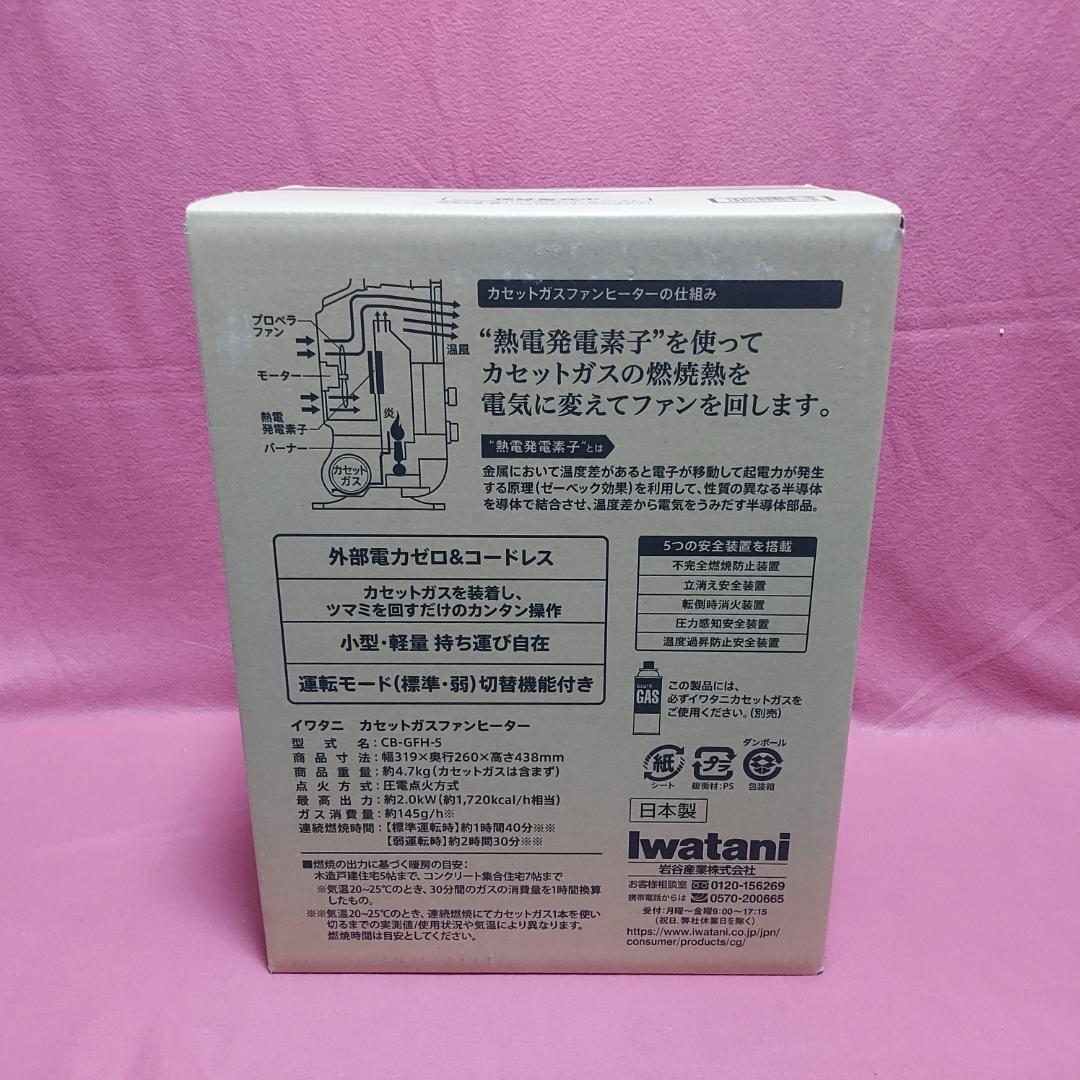 カセットガスファンヒーターの仕組み
プロペラ
ファン
モーター
熱電
発電素子
バーナー
カセット
ガス
炎
温風
“熱電発電素子”を使って
カセットガスの燃焼熱を
電気に変えてファンを回します。
“熱電発電素子”とは
金属において温度差があると電子が移動して起電力が発生
する原理(ゼーベック効果)を利用して、性質の異なる半導体
を導体で結合させ、温度差から電気をうみだす半導体部品。
外部電力ゼロ&コードレス
カセットガスを装着し、
ツマミを回すだけのカンタン操作
小型・軽量 持ち運び自在
運転モード(標準・弱)切替機能付き
5つの安全装置を搭載
不完全燃焼防止装置
立消え安全装置
転倒時消火装置
圧力感知安全装置
温度過昇防止安全装置
GAS
この製品には、
必ずイワタニカセットガスを
ご使用ください。(別売)
イワタニ カセットガスファンヒーター
型式名:CB-GFH-5
商品寸法:幅319×奥行260×高さ438mm
商品重量:約4.7kg(カセットガスは含まず)
点火方式:圧電点火方式
最高出力:約2.0kW(約1,720kcal/h相当)
ガス消費量:約145g/h※
連続燃焼時間:【標準運転時】約1時間40分※※
【弱運転時】約2時間30分※※
■燃焼の出力に基づく暖房の目安:
木造戸建住宅5帖まで、コンクリート集合住宅7帖まで
※気温20~25℃のとき、30分間のガスの消費量を1時間換算
したもの。
※※気温20~25℃のとき、連続燃焼にてカセットガス1本を使い
切るまでの実測値/使用状況や気温により異なります。
燃焼時間は目安としてください。
紙
シート
プラ
緩衝材:PS
ダンボール
包装箱
日本製
Iwatani
岩谷産業株式会社
お客様相談室 0120-156269
携帯電話からは 0570-200665
受付:月曜~金曜9:00~17:15
(祝日、弊社休業日を除く)
https://www.iwatani.co.jp/jpn/
consumer/products/cg/